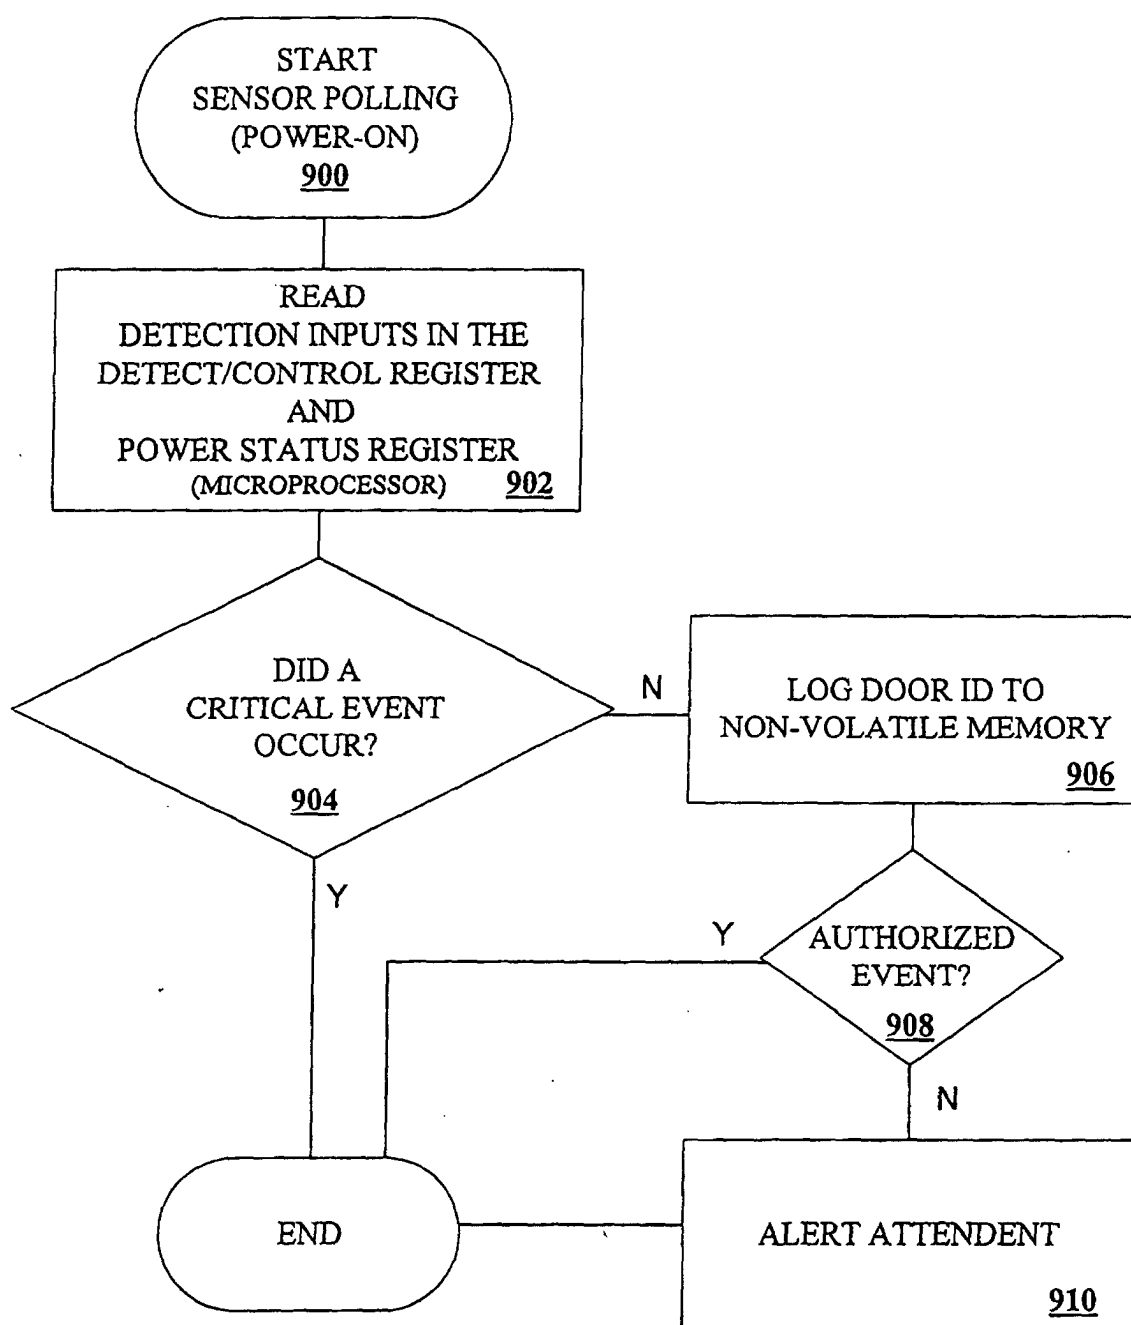 START
SENSOR POLLING
(POWER-ON)
900
READ
DETECTION INPUTS IN THE
DETECT/CONTROL REGISTER
AND
POWER STATUS REGISTER
(MICROPROCESSOR) 902
DID A
CRITICAL EVENT
OCCUR?
904
N
LOG DOOR ID TO
NON-VOLATILE MEMORY
906
Y
Y
AUTHORIZED
EVENT?
908
N
END
ALERT ATTENDENT
910